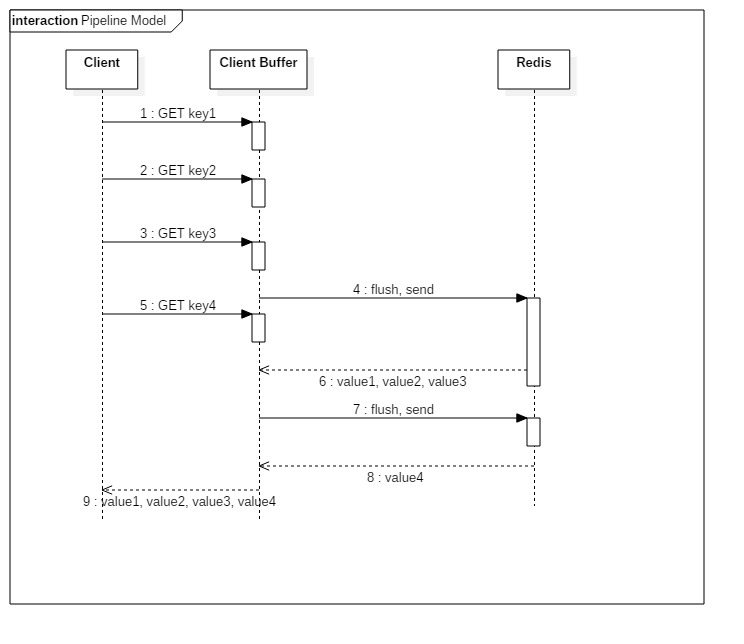 interaction Pipeline Model
Client
Client Buffer
Redis
1 : GET key1
2 : GET key2
3 : GET key3
4 : flush, send
5 : GET key4
6 : value1, value2, value3
7 : flush, send
8 : value4
9 : value1, value2, value3, value4